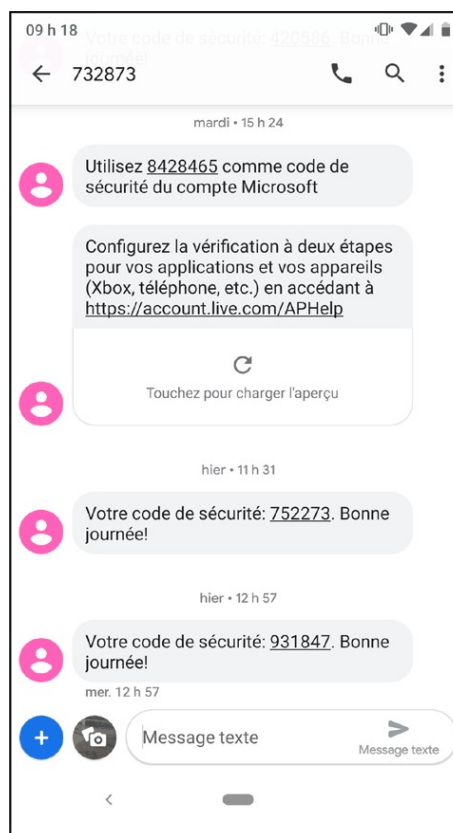 09 h 18
Votre code de sécurité: 420586. Bonne
journée!
732873
mardi • 15 h 24
Utilisez 8428465 comme code de
sécurité du compte Microsoft
Configurez la vérification à deux étapes
pour vos applications et vos appareils
(Xbox, téléphone, etc.) en accédant à
https://account.live.com/APHelp
Touchez pour charger l'aperçu
hier • 11 h 31
Votre code de sécurité: 752273. Bonne
journée!
hier • 12 h 57
Votre code de sécurité: 931847. Bonne
journée!
mer. 12 h 57
Message texte
Message texte